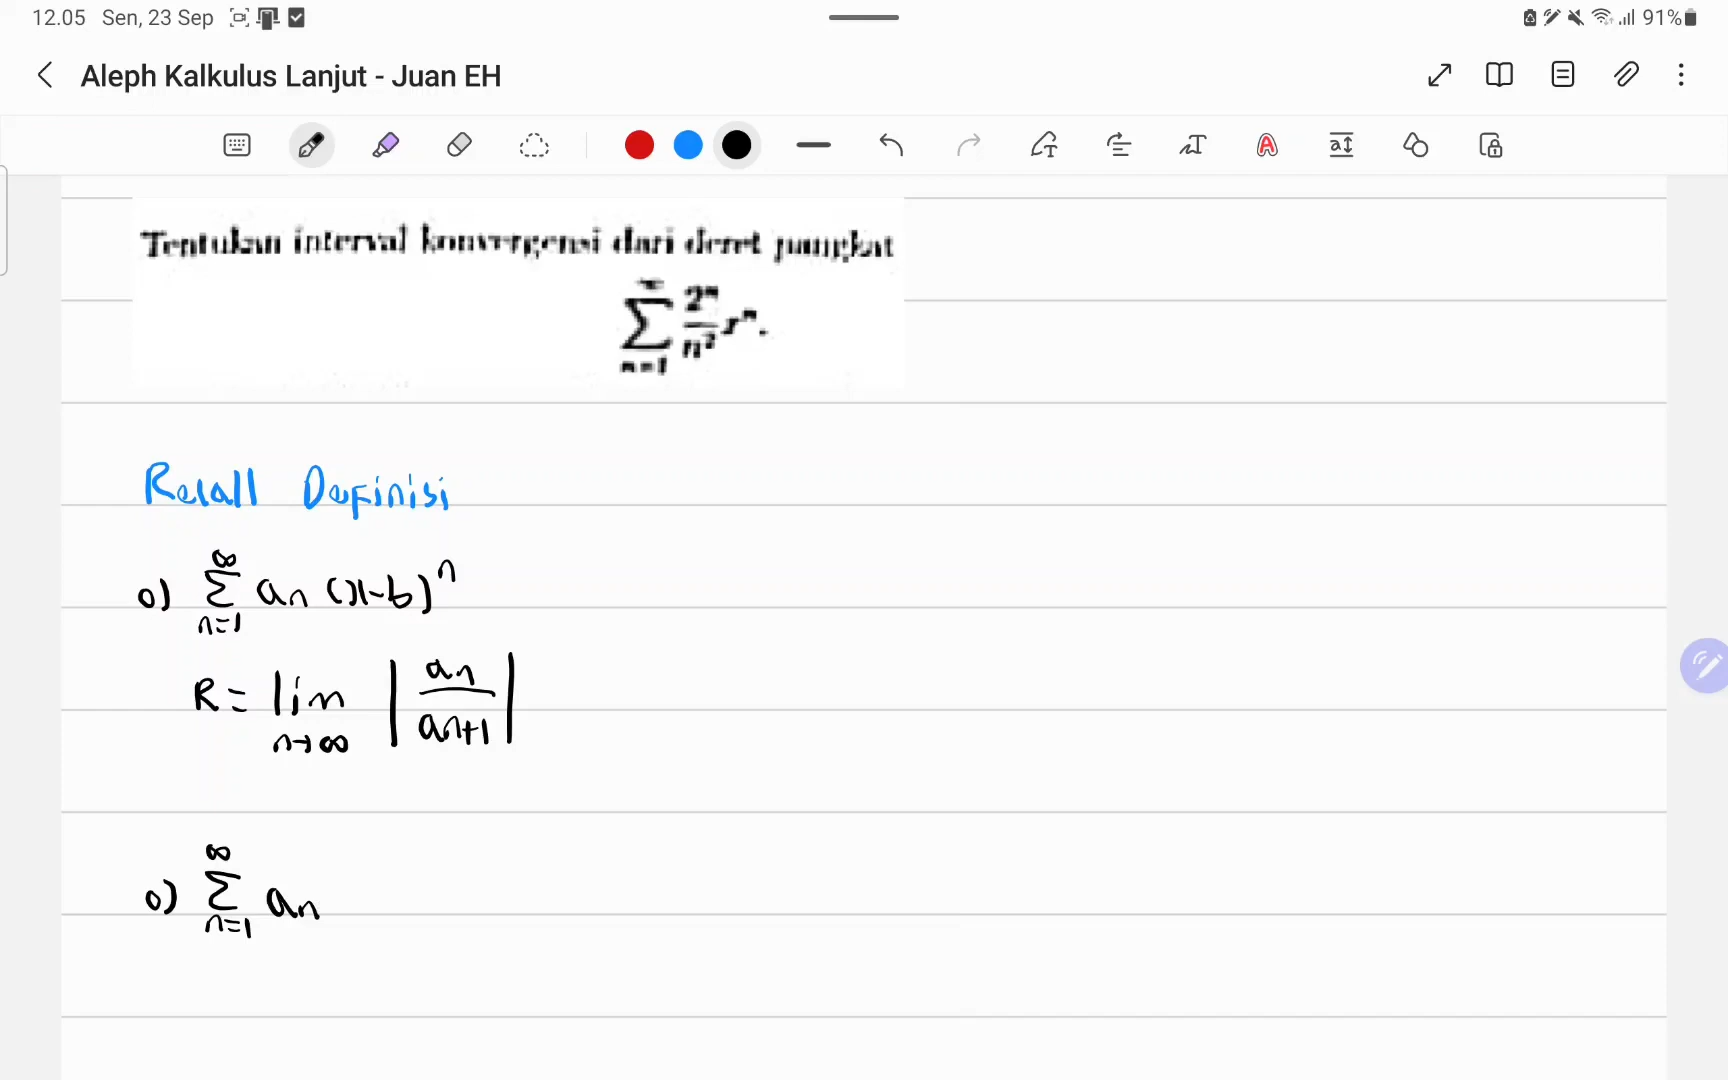 12.05 Sen, 23 Sep 91%
Aleph Kalkulus Lanjut - Juan EH
Tentukan interval konvergensi dari deret pangkat
∞
∑ 2ⁿ/n² xⁿ.
n=1
Recall Definisi
∞
o) ∑ an (x-b)ⁿ
n=1
R = lim | an / an+1 |
n→∞
∞
o) ∑ an
n=1